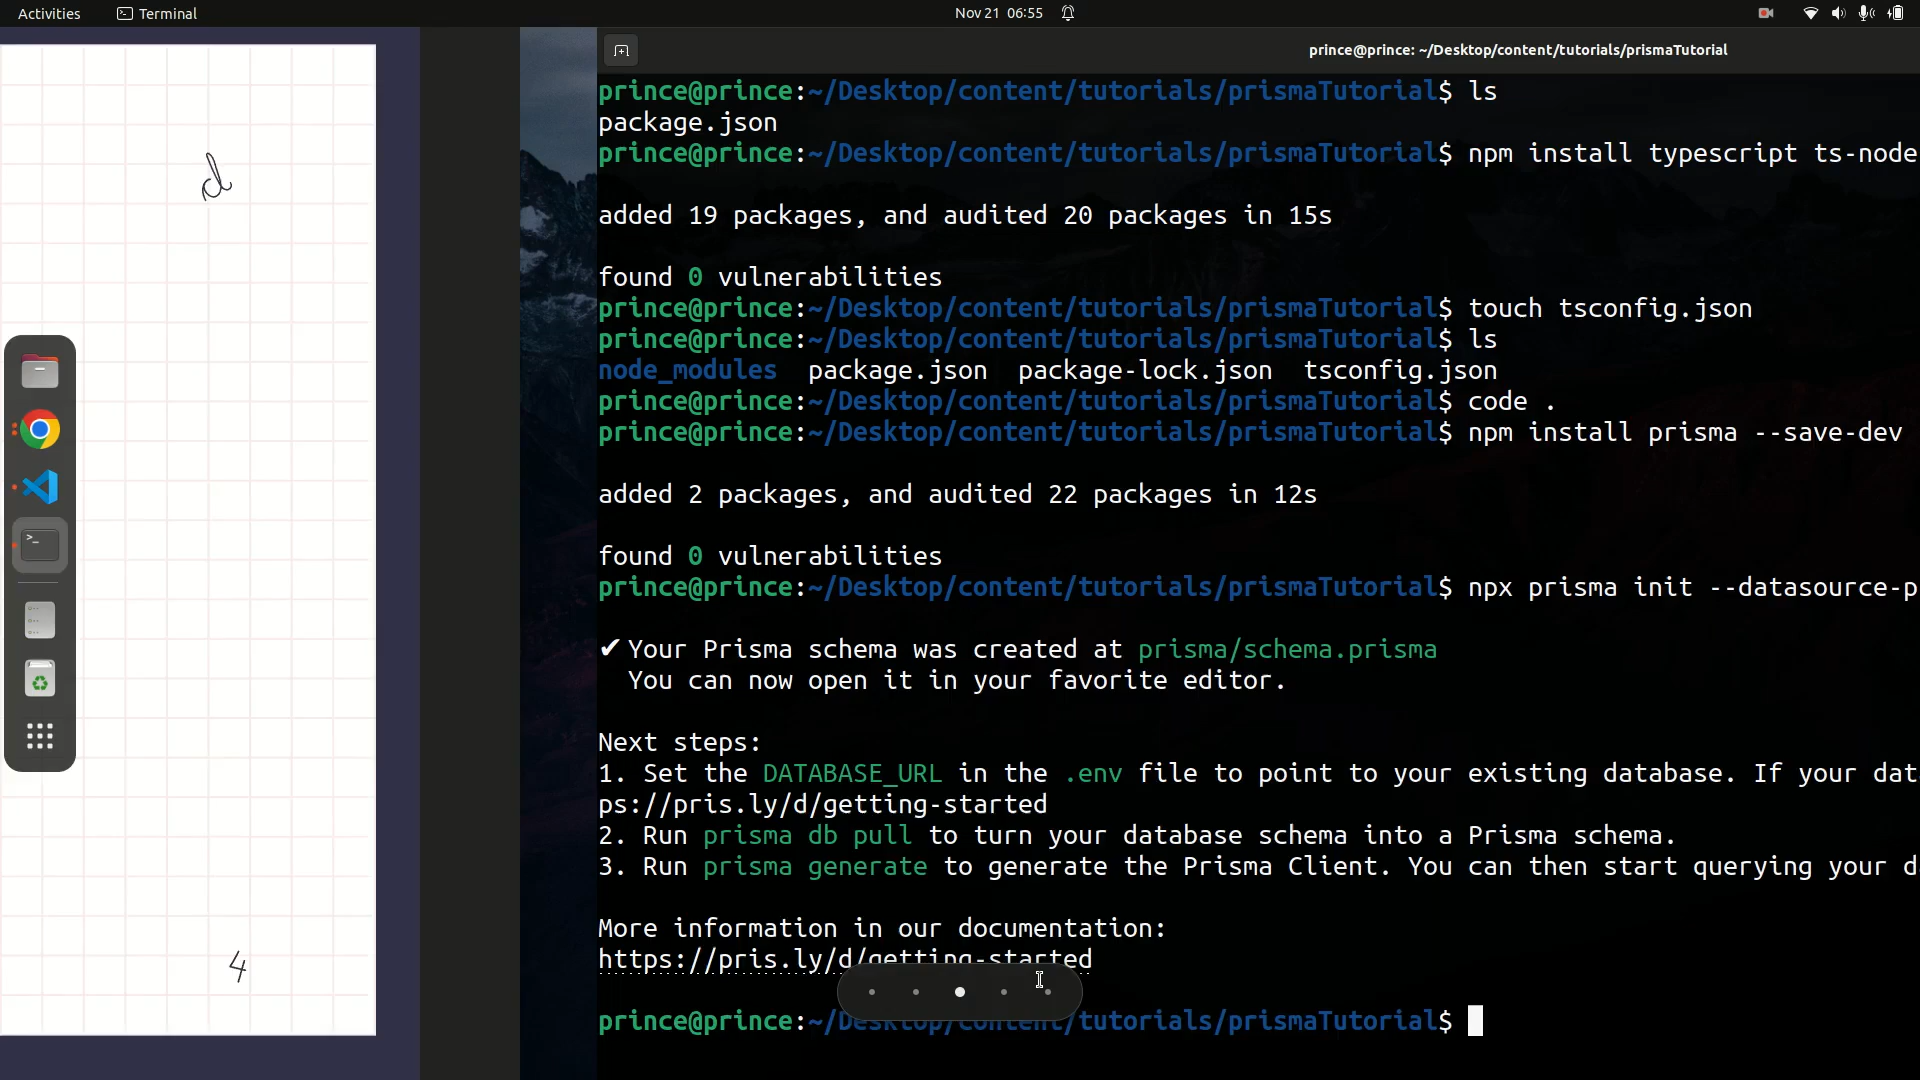 Activities
Terminal
Nov 21 06:55
prince@prince: ~/Desktop/content/tutorials/prismaTutorial
d
4
prince@prince:~/Desktop/content/tutorials/prismaTutorial$ ls
package.json
prince@prince:~/Desktop/content/tutorials/prismaTutorial$ npm install typescript ts-node
added 19 packages, and audited 20 packages in 15s
found 0 vulnerabilities
prince@prince:~/Desktop/content/tutorials/prismaTutorial$ touch tsconfig.json
prince@prince:~/Desktop/content/tutorials/prismaTutorial$ ls
node_modules package.json package-lock.json tsconfig.json
prince@prince:~/Desktop/content/tutorials/prismaTutorial$ code .
prince@prince:~/Desktop/content/tutorials/prismaTutorial$ npm install prisma --save-dev
added 2 packages, and audited 22 packages in 12s
found 0 vulnerabilities
prince@prince:~/Desktop/content/tutorials/prismaTutorial$ npx prisma init --datasource-p
✔ Your Prisma schema was created at prisma/schema.prisma
You can now open it in your favorite editor.
Next steps:
1. Set the DATABASE_URL in the .env file to point to your existing database. If your dat
ps://pris.ly/d/getting-started
2. Run prisma db pull to turn your database schema into a Prisma schema.
3. Run prisma generate to generate the Prisma Client. You can then start querying your d
More information in our documentation:
https://pris.ly/d/getting-started
prince@prince:~/Desktop/content/tutorials/prismaTutorial$